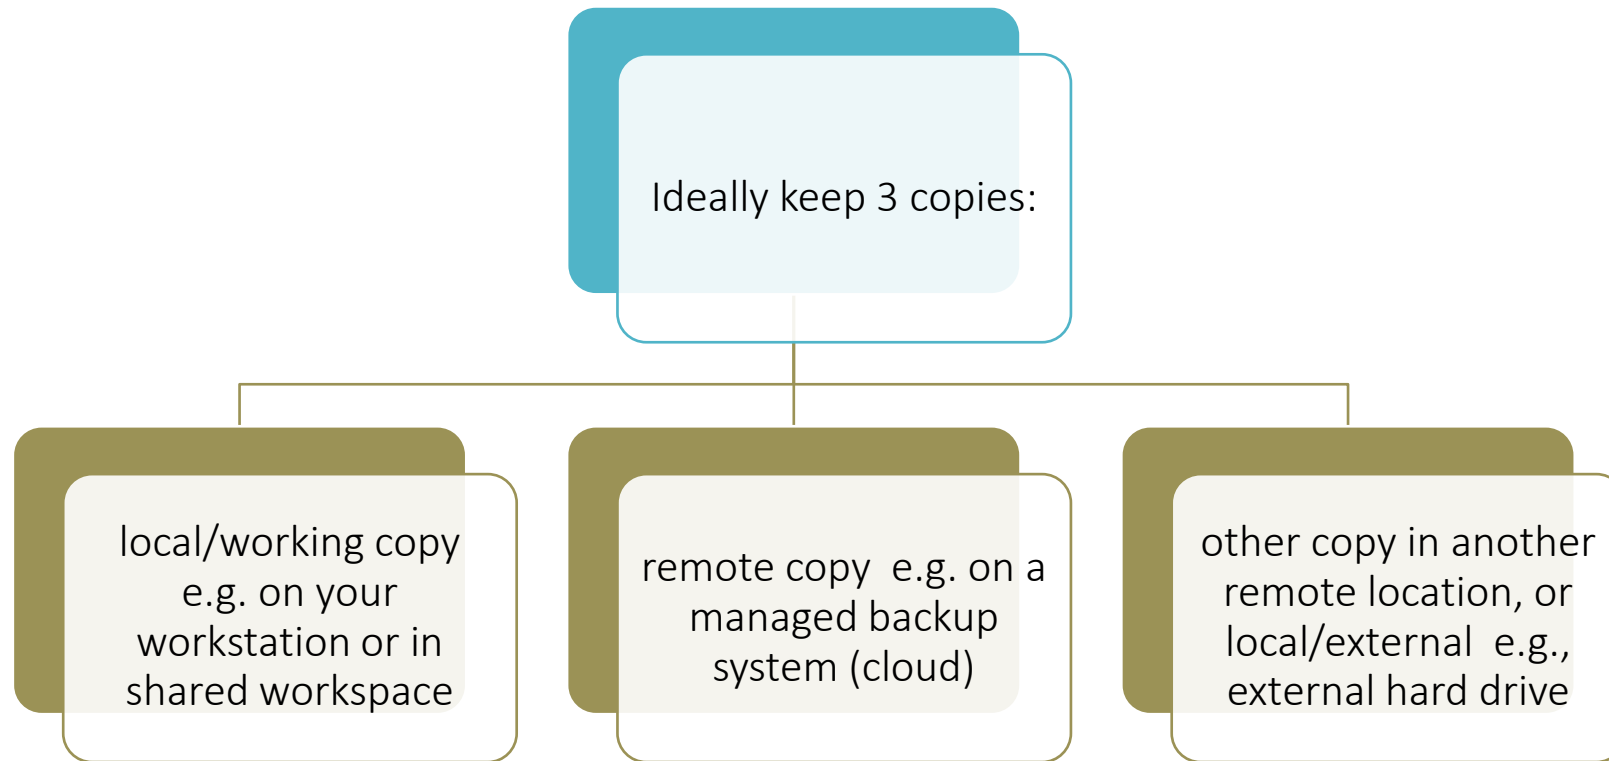 Ideally keep 3 copies:
local/working copy
e.g. on your
workstation or in
shared workspace
remote copy  e.g. on a
managed backup
system (cloud)
other copy in another
remote location, or
local/external  e.g.,
external hard drive